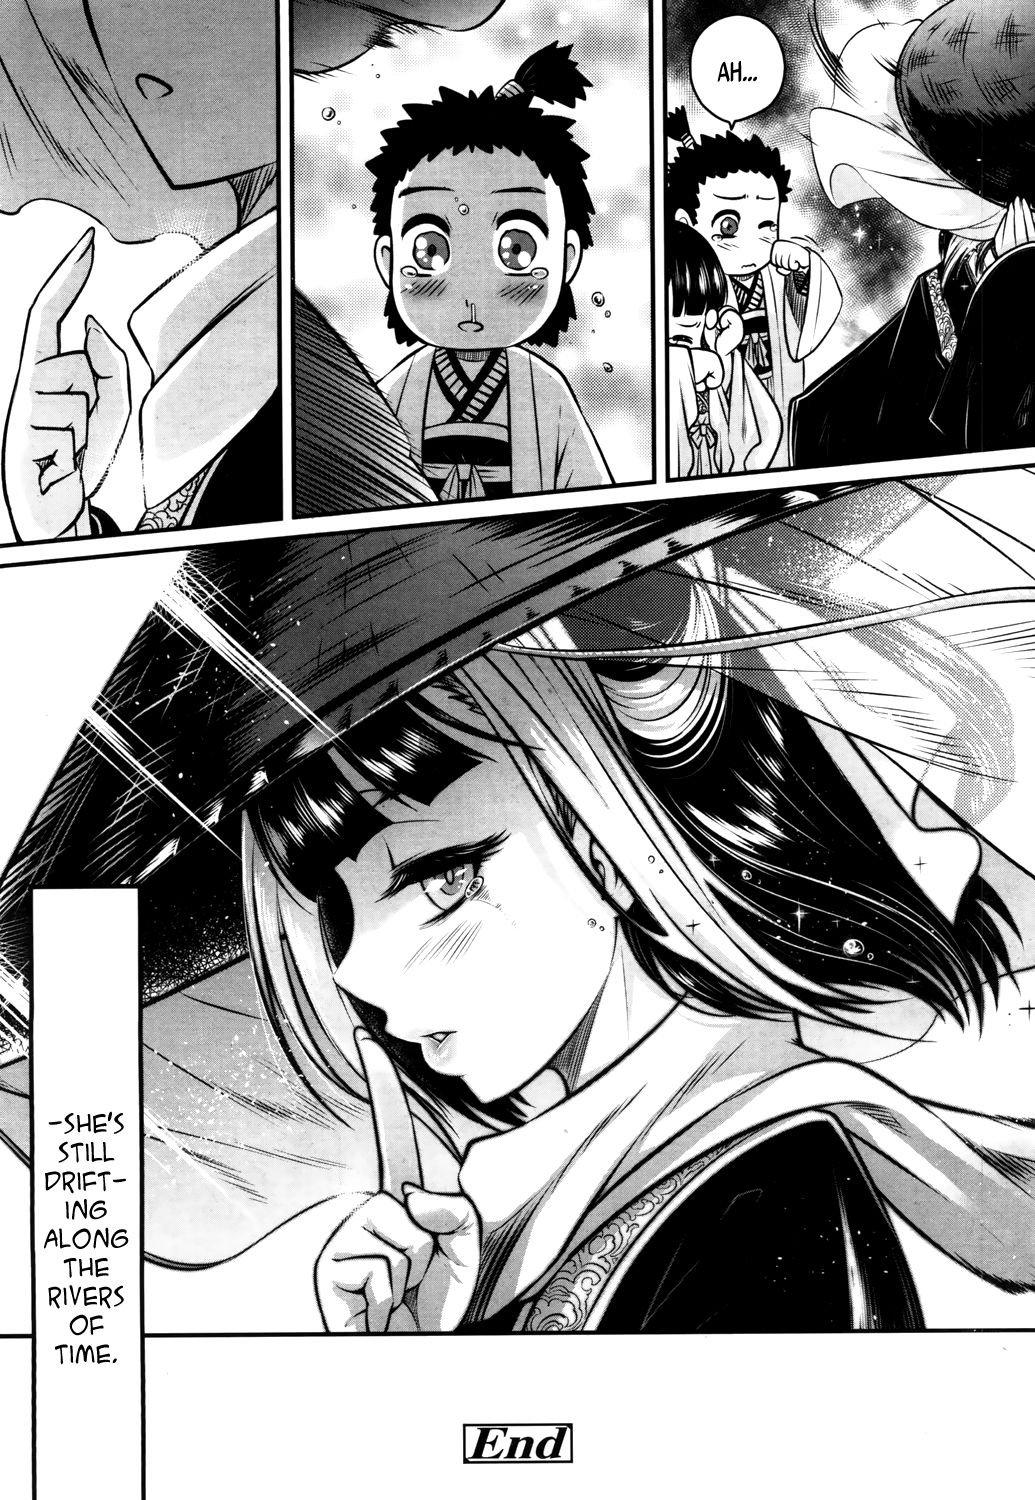 AH...
-SHE'S
STILL
DRIFT-
ING
ALONG
THE
RIVERS
OF
TIME.
End